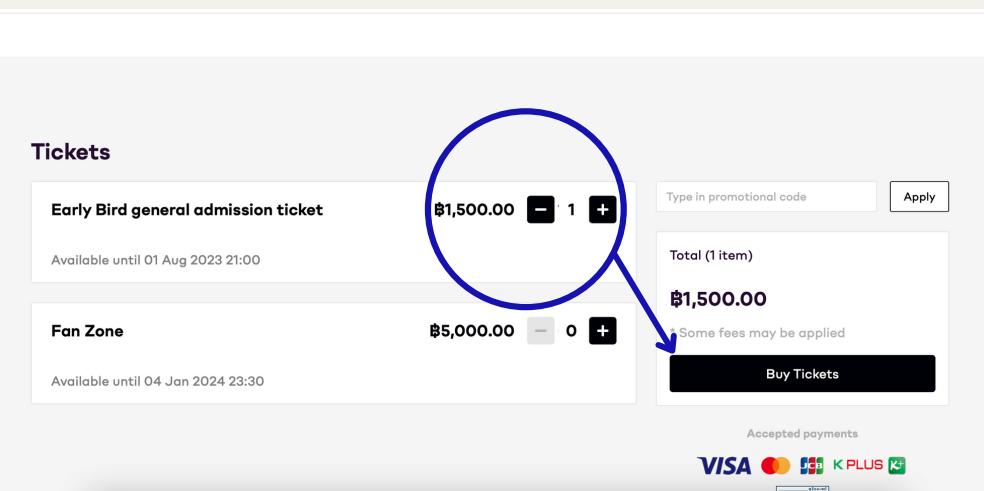 Tickets
Early Bird general admission ticket ฿1,500.00 − 1 +
Available until 01 Aug 2023 21:00
Fan Zone ฿5,000.00 − 0 +
Available until 04 Jan 2024 23:30
Type in promotional code Apply
Total (1 item)
฿1,500.00
* Some fees may be applied
Buy Tickets
Accepted payments
VISA JCB K PLUS K+